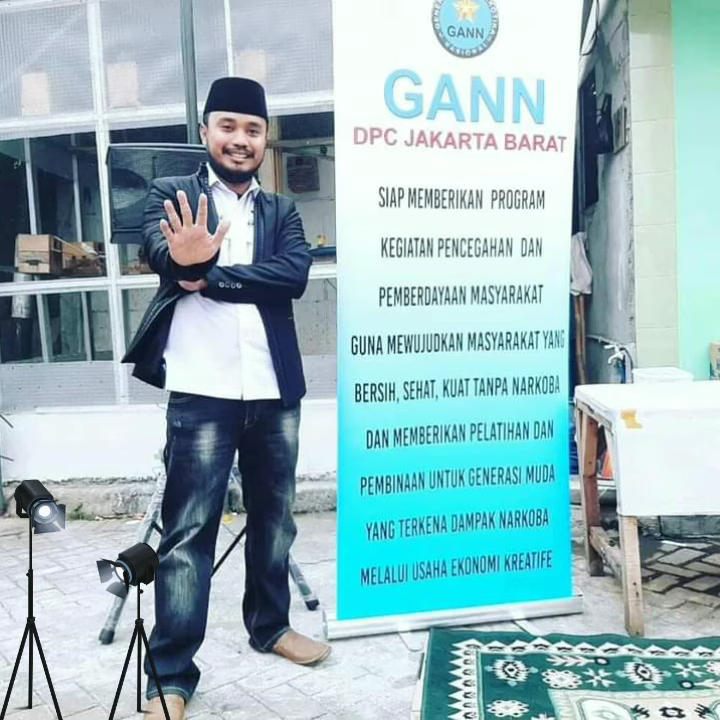 GANN
GANN
DPC JAKARTA BARAT
SIAP MEMBERIKAN PROGRAM
KEGIATAN PENCEGAHAN DAN
PEMBERDAYAAN MASYARAKAT
GUNA MEWUJUDKAN MASYARAKAT YANG
BERSIH, SEHAT, KUAT TANPA NARKOBA
DAN MEMBERIKAN PELATIHAN DAN
PEMBINAAN UNTUK GENERASI MUDA
YANG TERKENA DAMPAK NARKOBA
MELALUI USAHA EKONOMI KREATIFE